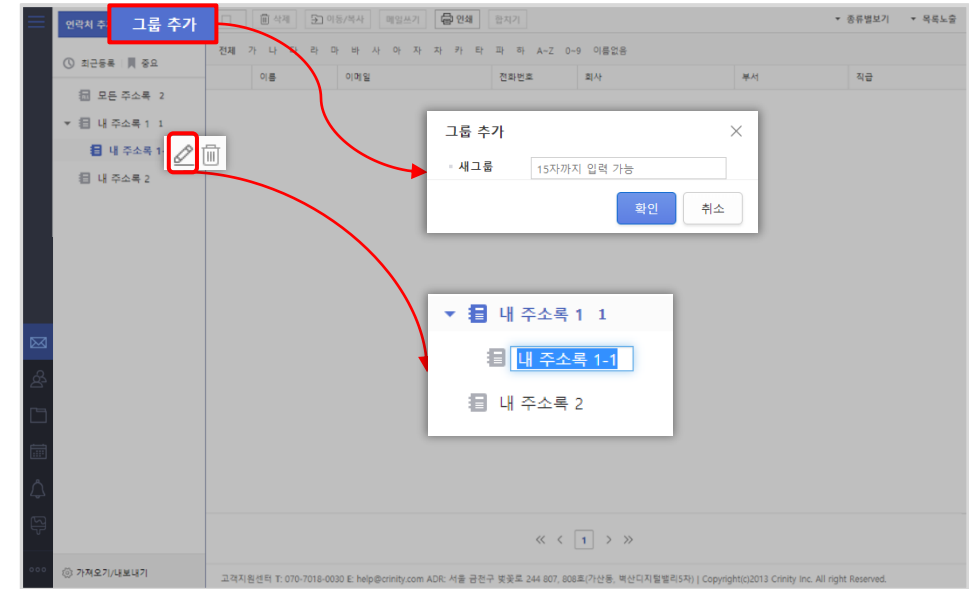 연락처 추
그룹 추가
삭제 이동/복사 메일쓰기 인쇄 합치기 종류별보기 목록노출
최근등록 중요
전체 가 나 다 라 마 바 사 아 자 차 카 타 파 하 A~Z 0~9 이름없음
이름 이메일 전화번호 회사 부서 직급
모든 주소록 2
내 주소록 1 1
내 주소록 1-
내 주소록 2
그룹 추가
새그룹 15자까지 입력 가능
확인 취소
내 주소록 1 1
내 주소록 1-1
내 주소록 2
1
가져오기/내보내기
고객지원센터 T: 070-7018-0030 E: help@crinity.com ADR: 서울 금천구 벚꽃로 244 807, 808호(가산동, 벽산디지털밸리5차) | Copyright(c)2013 Crinity Inc. All right Reserved.